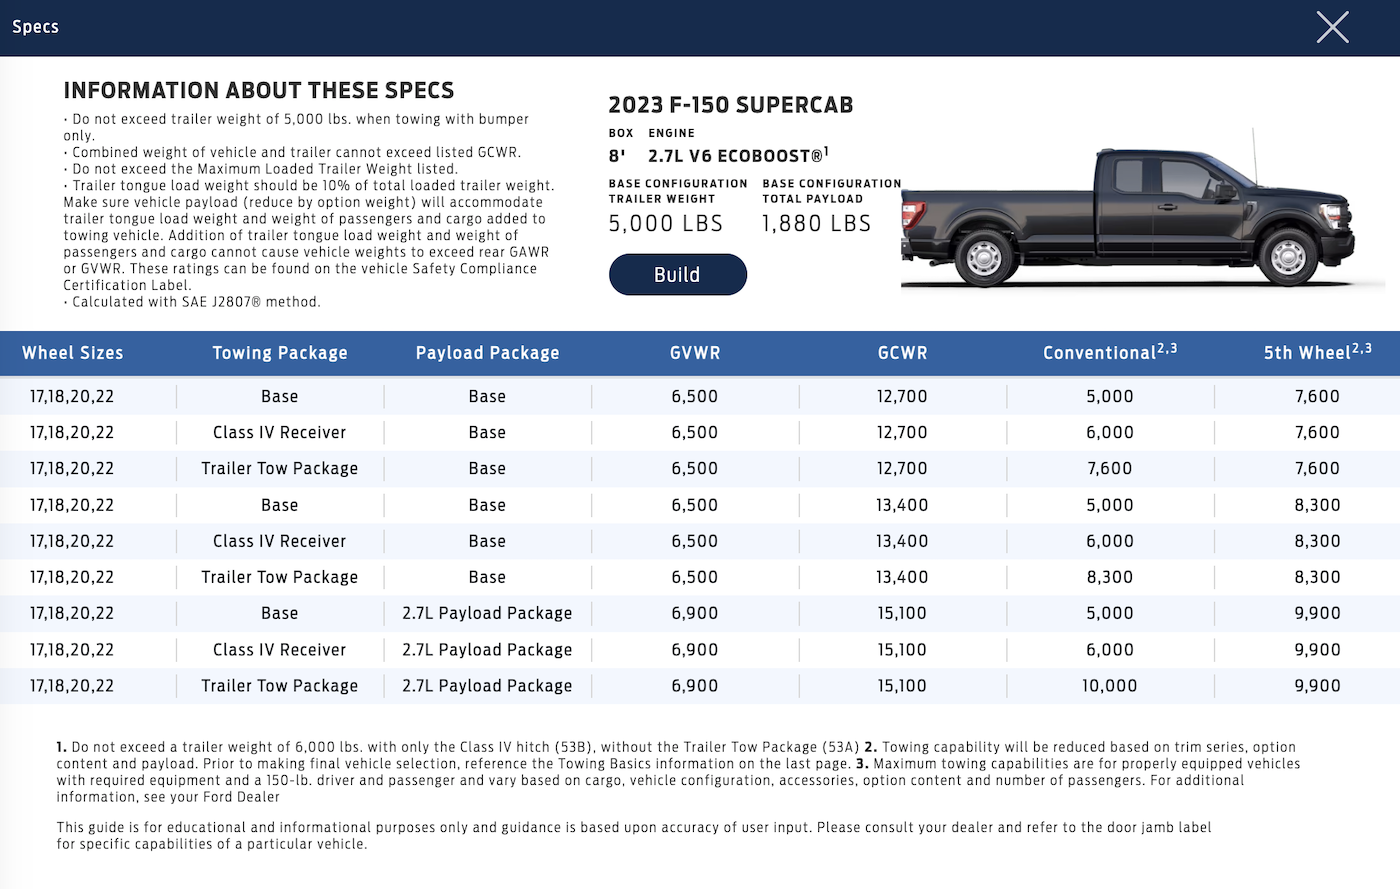 Specs
INFORMATION ABOUT THESE SPECS
• Do not exceed trailer weight of 5,000 lbs. when towing with bumper
only.
• Combined weight of vehicle and trailer cannot exceed listed GCWR.
• Do not exceed the Maximum Loaded Trailer Weight listed.
• Trailer tongue load weight should be 10% of total loaded trailer weight.
Make sure vehicle payload (reduce by option weight) will accommodate
trailer tongue load weight and weight of passengers and cargo added to
towing vehicle. Addition of trailer tongue load weight and weight of
passengers and cargo cannot cause vehicle weights to exceed rear GAWR
or GVWR. These ratings can be found on the vehicle Safety Compliance
Certification Label.
• Calculated with SAE J2807® method.
2023 F-150 SUPERCAB
BOX ENGINE
8' 2.7L V6 ECOBOOST®1
BASE CONFIGURATION BASE CONFIGURATION
TRAILER WEIGHT TOTAL PAYLOAD
5,000 LBS 1,880 LBS
Build
Wheel Sizes Towing Package Payload Package GVWR GCWR Conventional2,3 5th Wheel2,3
17,18,20,22 Base Base 6,500 12,700 5,000 7,600
17,18,20,22 Class IV Receiver Base 6,500 12,700 6,000 7,600
17,18,20,22 Trailer Tow Package Base 6,500 12,700 7,600 7,600
17,18,20,22 Base Base 6,500 13,400 5,000 8,300
17,18,20,22 Class IV Receiver Base 6,500 13,400 6,000 8,300
17,18,20,22 Trailer Tow Package Base 6,500 13,400 8,300 8,300
17,18,20,22 Base 2.7L Payload Package 6,900 15,100 5,000 9,900
17,18,20,22 Class IV Receiver 2.7L Payload Package 6,900 15,100 6,000 9,900
17,18,20,22 Trailer Tow Package 2.7L Payload Package 6,900 15,100 10,000 9,900
1. Do not exceed a trailer weight of 6,000 lbs. with only the Class IV hitch (53B), without the Trailer Tow Package (53A) 2. Towing capability will be reduced based on trim series, option
content and payload. Prior to making final vehicle selection, reference the Towing Basics information on the last page. 3. Maximum towing capabilities are for properly equipped vehicles
with required equipment and a 150-lb. driver and passenger and vary based on cargo, vehicle configuration, accessories, option content and number of passengers. For additional
information, see your Ford Dealer
This guide is for educational and informational purposes only and guidance is based upon accuracy of user input. Please consult your dealer and refer to the door jamb label
for specific capabilities of a particular vehicle.